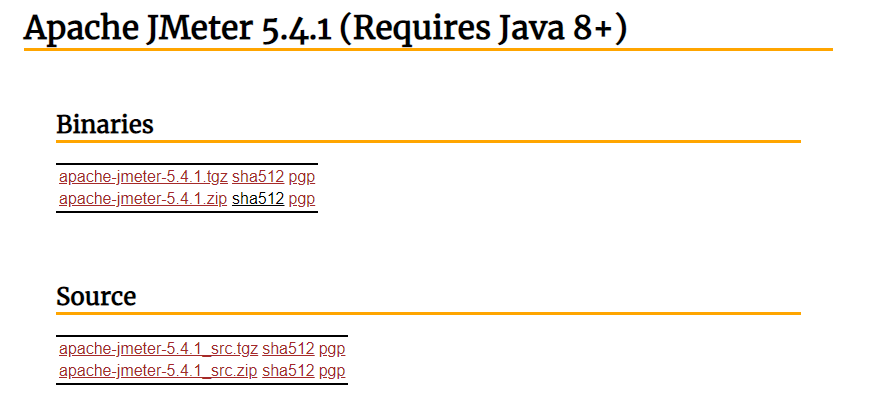 Apache JMeter 5.4.1 (Requires Java 8+)
Binaries
apache-jmeter-5.4.1.tgz sha512 pgp
apache-jmeter-5.4.1.zip sha512 pgp
Source
apache-jmeter-5.4.1_src.tgz sha512 pgp
apache-jmeter-5.4.1_src.zip sha512 pgp